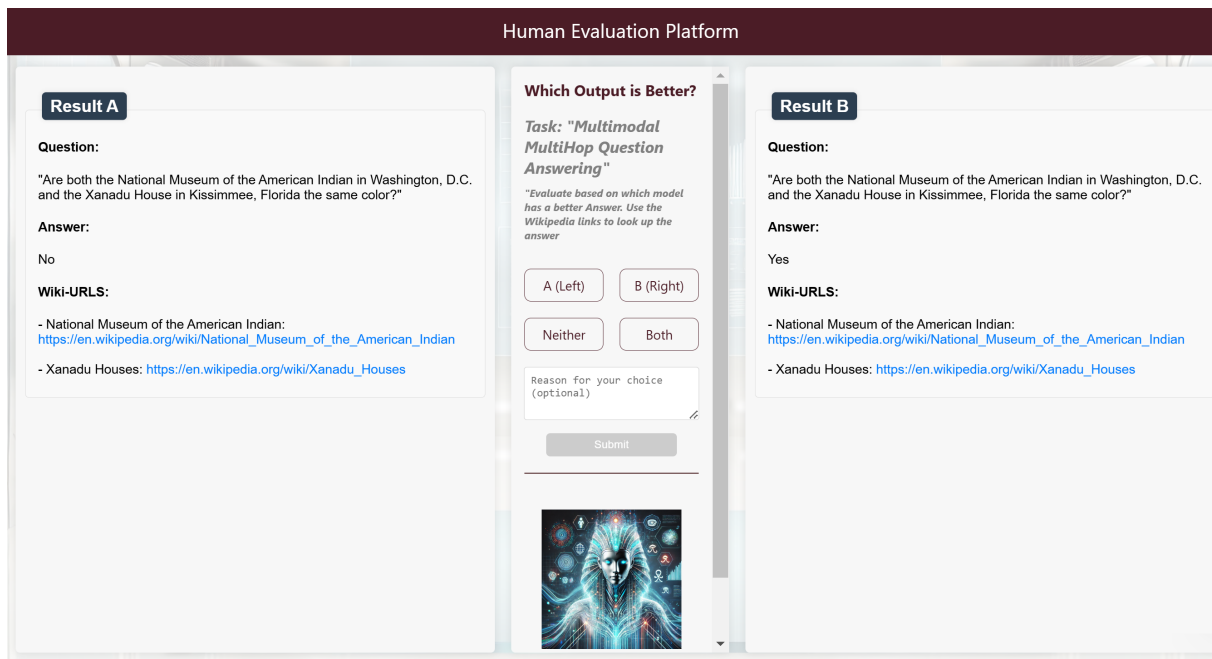 Human Evaluation Platform
Result A
Question:
"Are both the National Museum of the American Indian in Washington, D.C.
and the Xanadu House in Kissimmee, Florida the same color?"
Answer:
No
Wiki-URLS:
- National Museum of the American Indian:
https://en.wikipedia.org/wiki/National_Museum_of_the_American_Indian
- Xanadu Houses: https://en.wikipedia.org/wiki/Xanadu_Houses
Which Output is Better?
Task: "Multimodal
MultiHop Question
Answering"
"Evaluate based on which model
has a better Answer. Use the
Wikipedia links to look up the
answer
A (Left)
B (Right)
Neither
Both
Reason for your choice
(optional)
Submit
Result B
Question:
"Are both the National Museum of the American Indian in Washington, D.C.
and the Xanadu House in Kissimmee, Florida the same color?"
Answer:
Yes
Wiki-URLS:
- National Museum of the American Indian:
https://en.wikipedia.org/wiki/National_Museum_of_the_American_Indian
- Xanadu Houses: https://en.wikipedia.org/wiki/Xanadu_Houses